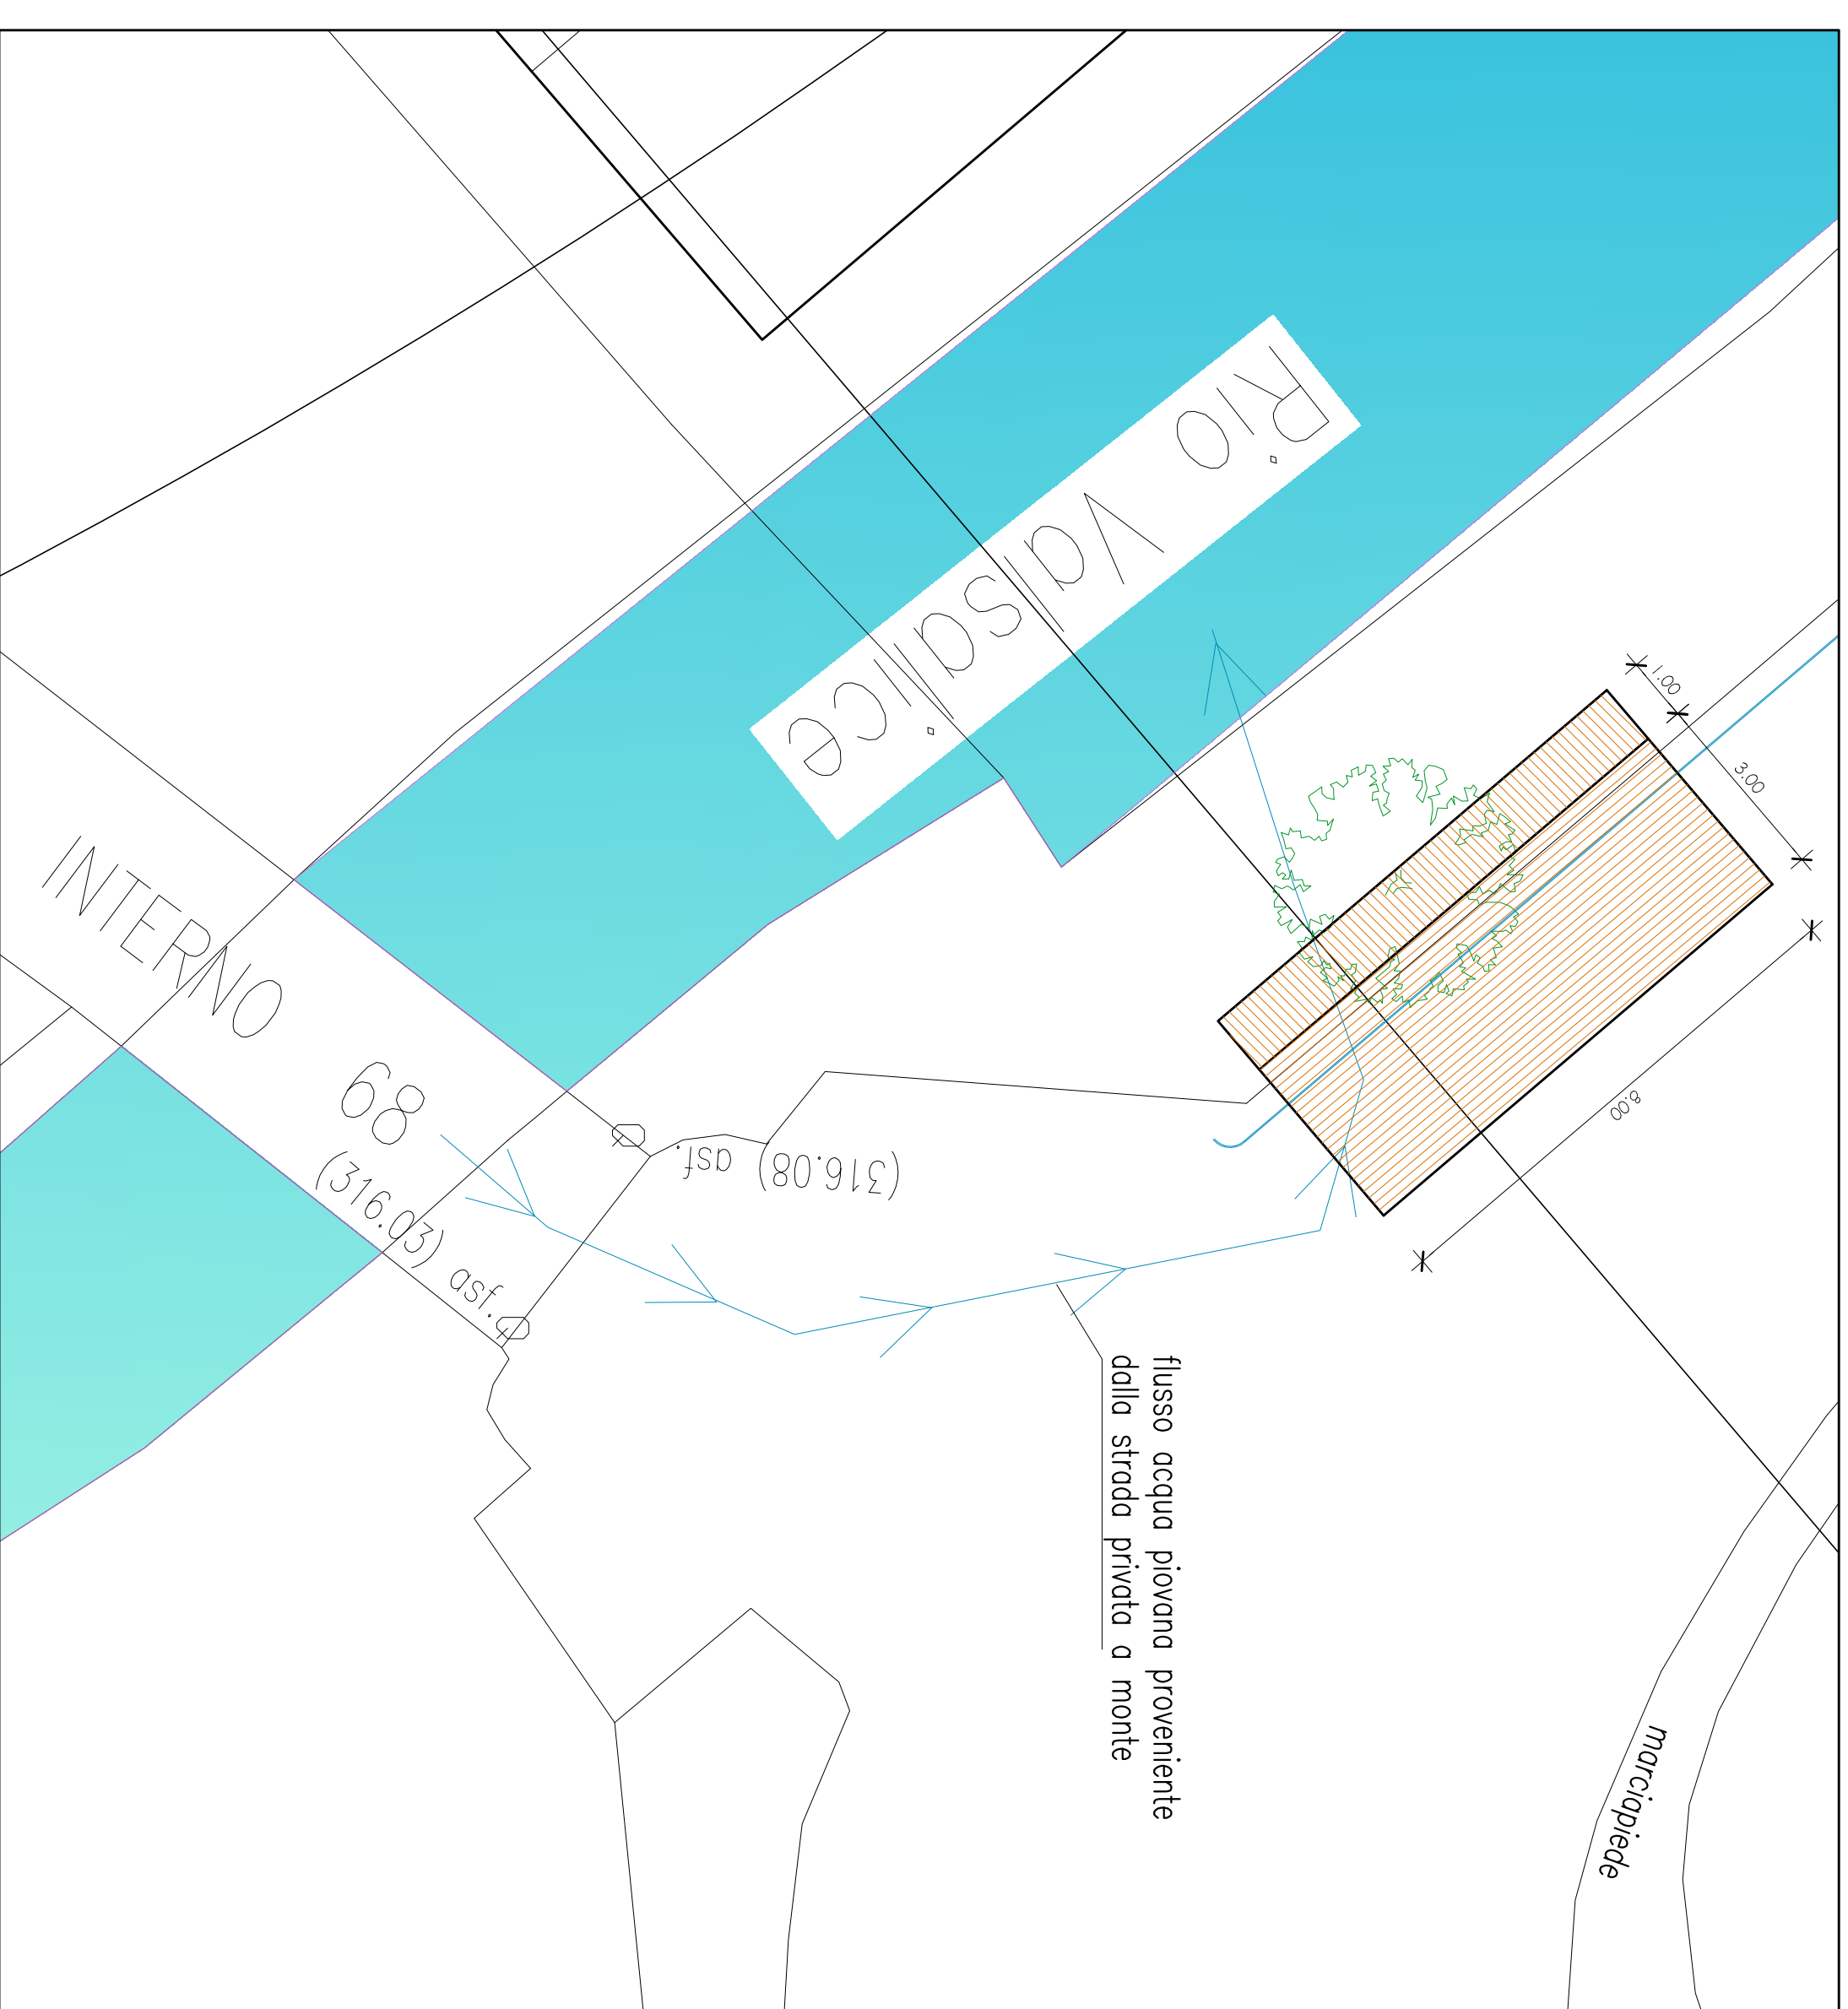 Rio Valsalice
1.00
3.00
8.00
INTERNO 68
(316.03) asf.
(316.08) asf.
flusso acqua piovana proveniente
dalla strada privata a monte
marciapiede